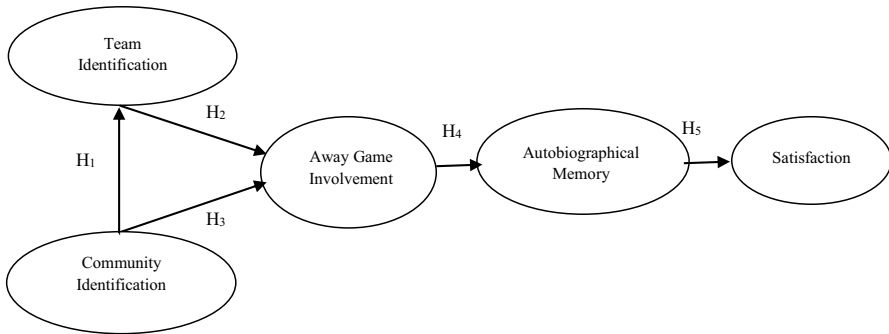 Team
Identification
H2
H4
H5
H1
Away Game
Involvement
Autobiographical
Memory
Satisfaction
H3
Community
Identification